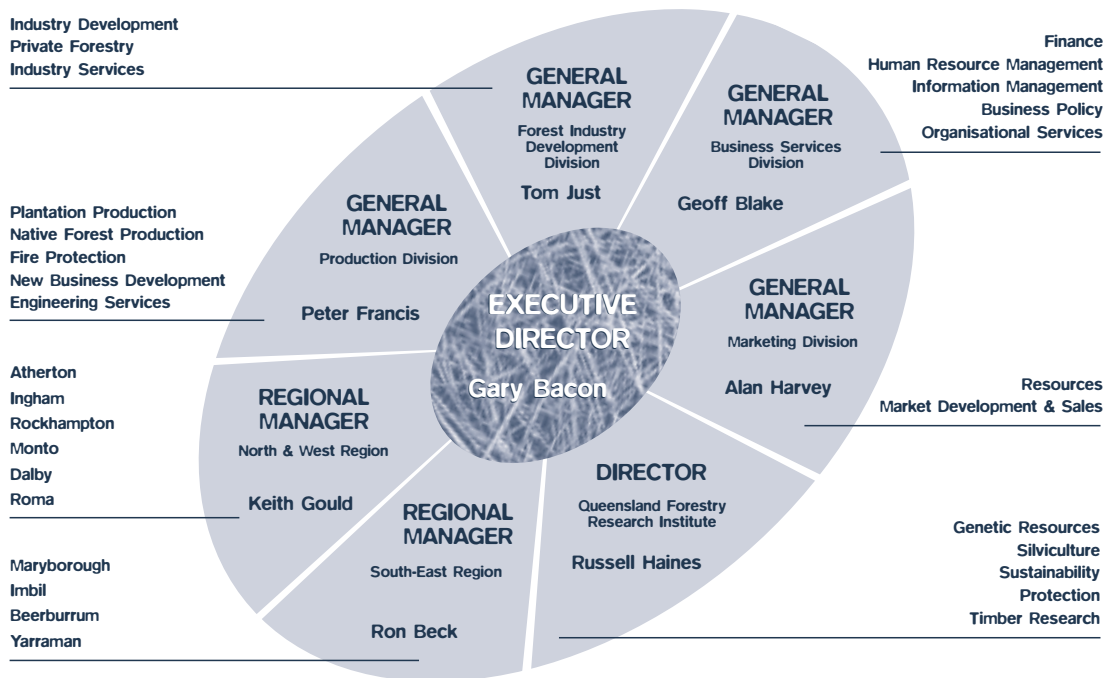 Industry Development
Private Forestry
Industry Services
Finance
Human Resource Management
Information Management
Business Policy
Organisational Services
GENERAL
MANAGER
Forest Industry
Development
Division
Tom Just
GENERAL
MANAGER
Business Services
Division
Geoff Blake
Plantation Production
Native Forest Production
Fire Protection
New Business Development
Engineering Services
GENERAL
MANAGER
Production Division
Peter Francis
EXECUTIVE
DIRECTOR
Gary Bacon
GENERAL
MANAGER
Marketing Division
Alan Harvey
Resources
Market Development & Sales
Atherton
Ingham
Rockhampton
Monto
Dalby
Roma
REGIONAL
MANAGER
North & West Region
Keith Gould
Maryborough
Imbil
Beerburrum
Yarraman
REGIONAL
MANAGER
South-East Region
Ron Beck
DIRECTOR
Queensland Forestry
Research Institute
Russell Haines
Genetic Resources
Silviculture
Sustainability
Protection
Timber Research